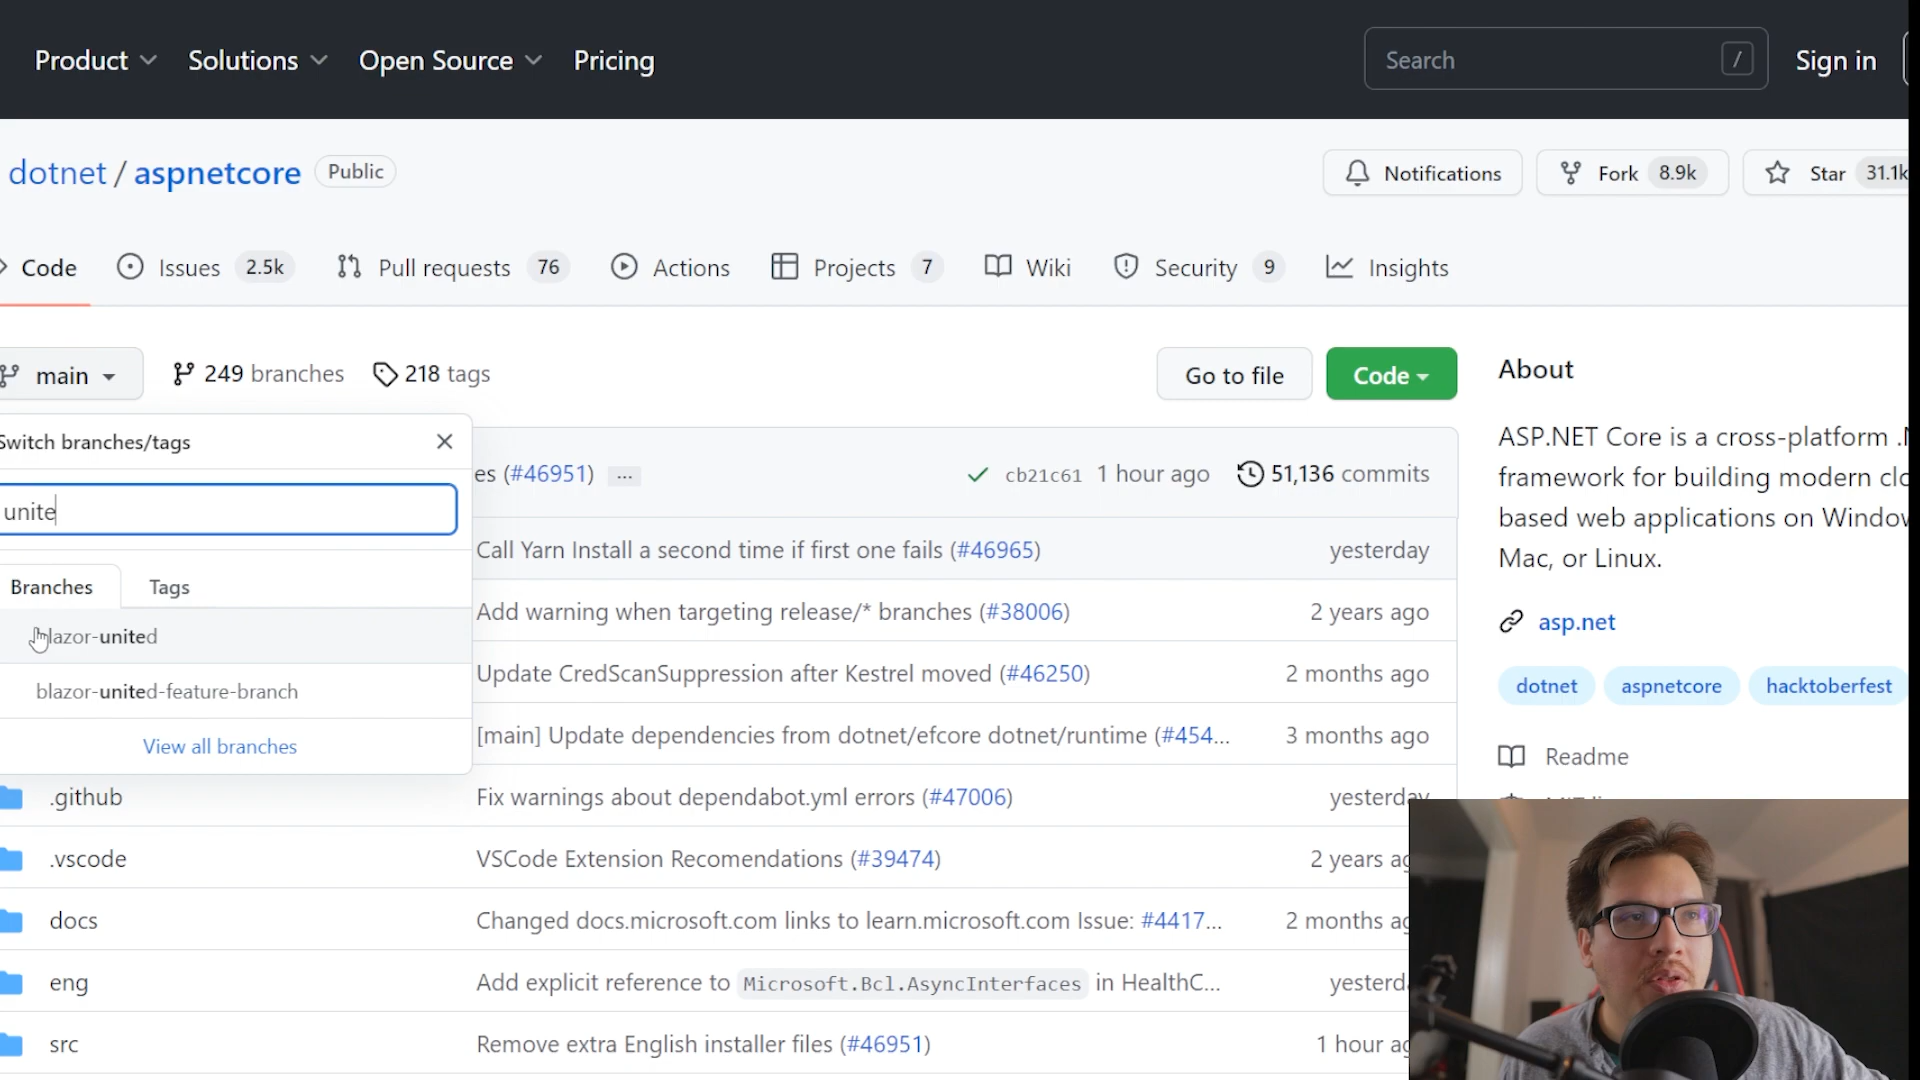 Product Solutions Open Source Pricing Search / Sign in
dotnet / aspnetcore Public Notifications Fork 8.9k Star 31.1k
Code Issues 2.5k Pull requests 76 Actions Projects 7 Wiki Security 9 Insights
main 249 branches 218 tags Go to file Code
Switch branches/tags
unite
Branches Tags
lazor-united
blazor-united-feature-branch
View all branches
es (#46951) ... cb21c61 1 hour ago 51,136 commits
Call Yarn Install a second time if first one fails (#46965) yesterday
Add warning when targeting release/* branches (#38006) 2 years ago
Update CredScanSuppression after Kestrel moved (#46250) 2 months ago
[main] Update dependencies from dotnet/efcore dotnet/runtime (#454... 3 months ago
.github Fix warnings about dependabot.yml errors (#47006) yesterday
.vscode VSCode Extension Recomendations (#39474) 2 years ag
docs Changed docs.microsoft.com links to learn.microsoft.com Issue: #4417... 2 months ag
eng Add explicit reference to Microsoft.Bcl.AsyncInterfaces in HealthC... yesterd
src Remove extra English installer files (#46951) 1 hour ag
About
ASP.NET Core is a cross-platform .N
framework for building modern clo
based web applications on Window
Mac, or Linux.
asp.net
dotnet aspnetcore hacktoberfest
Readme